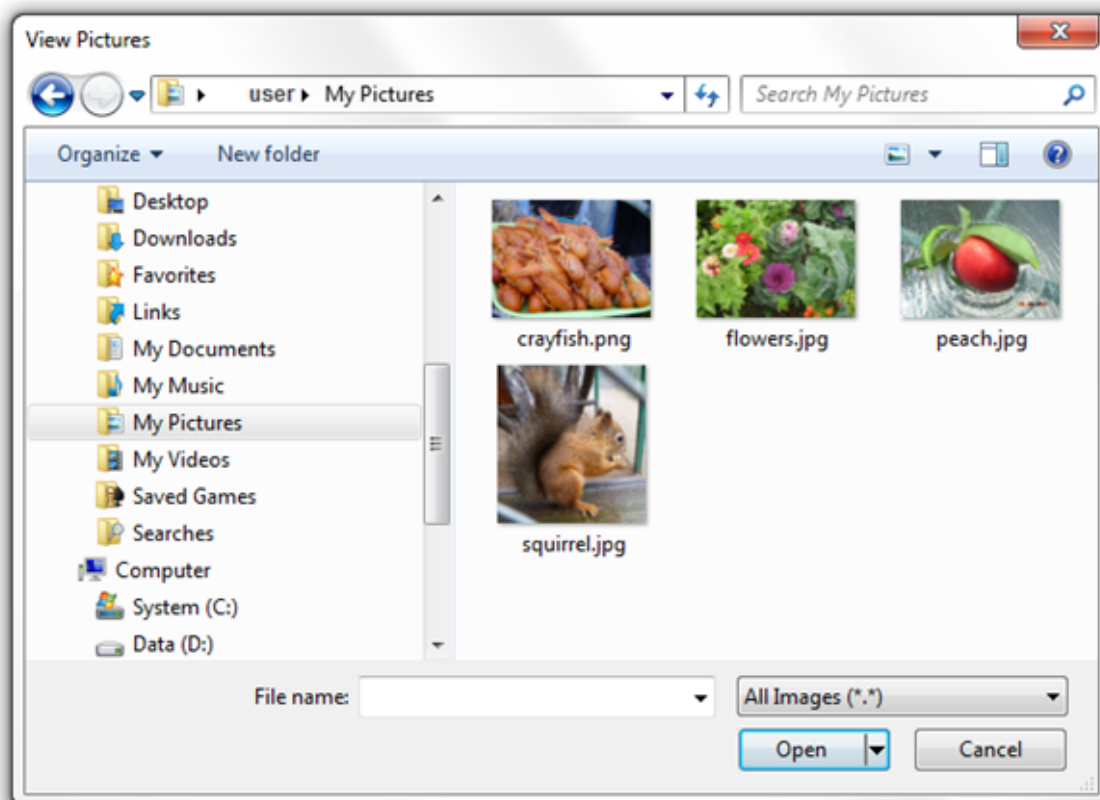 View Pictures
user My Pictures
Search My Pictures
Organize New folder
Desktop
Downloads
Favorites
Links
My Documents
My Music
My Pictures
My Videos
Saved Games
Searches
Computer
System (C:)
Data (D:)
crayfish.png flowers.jpg peach.jpg
squirrel.jpg
File name: All Images (*.*)
Open Cancel